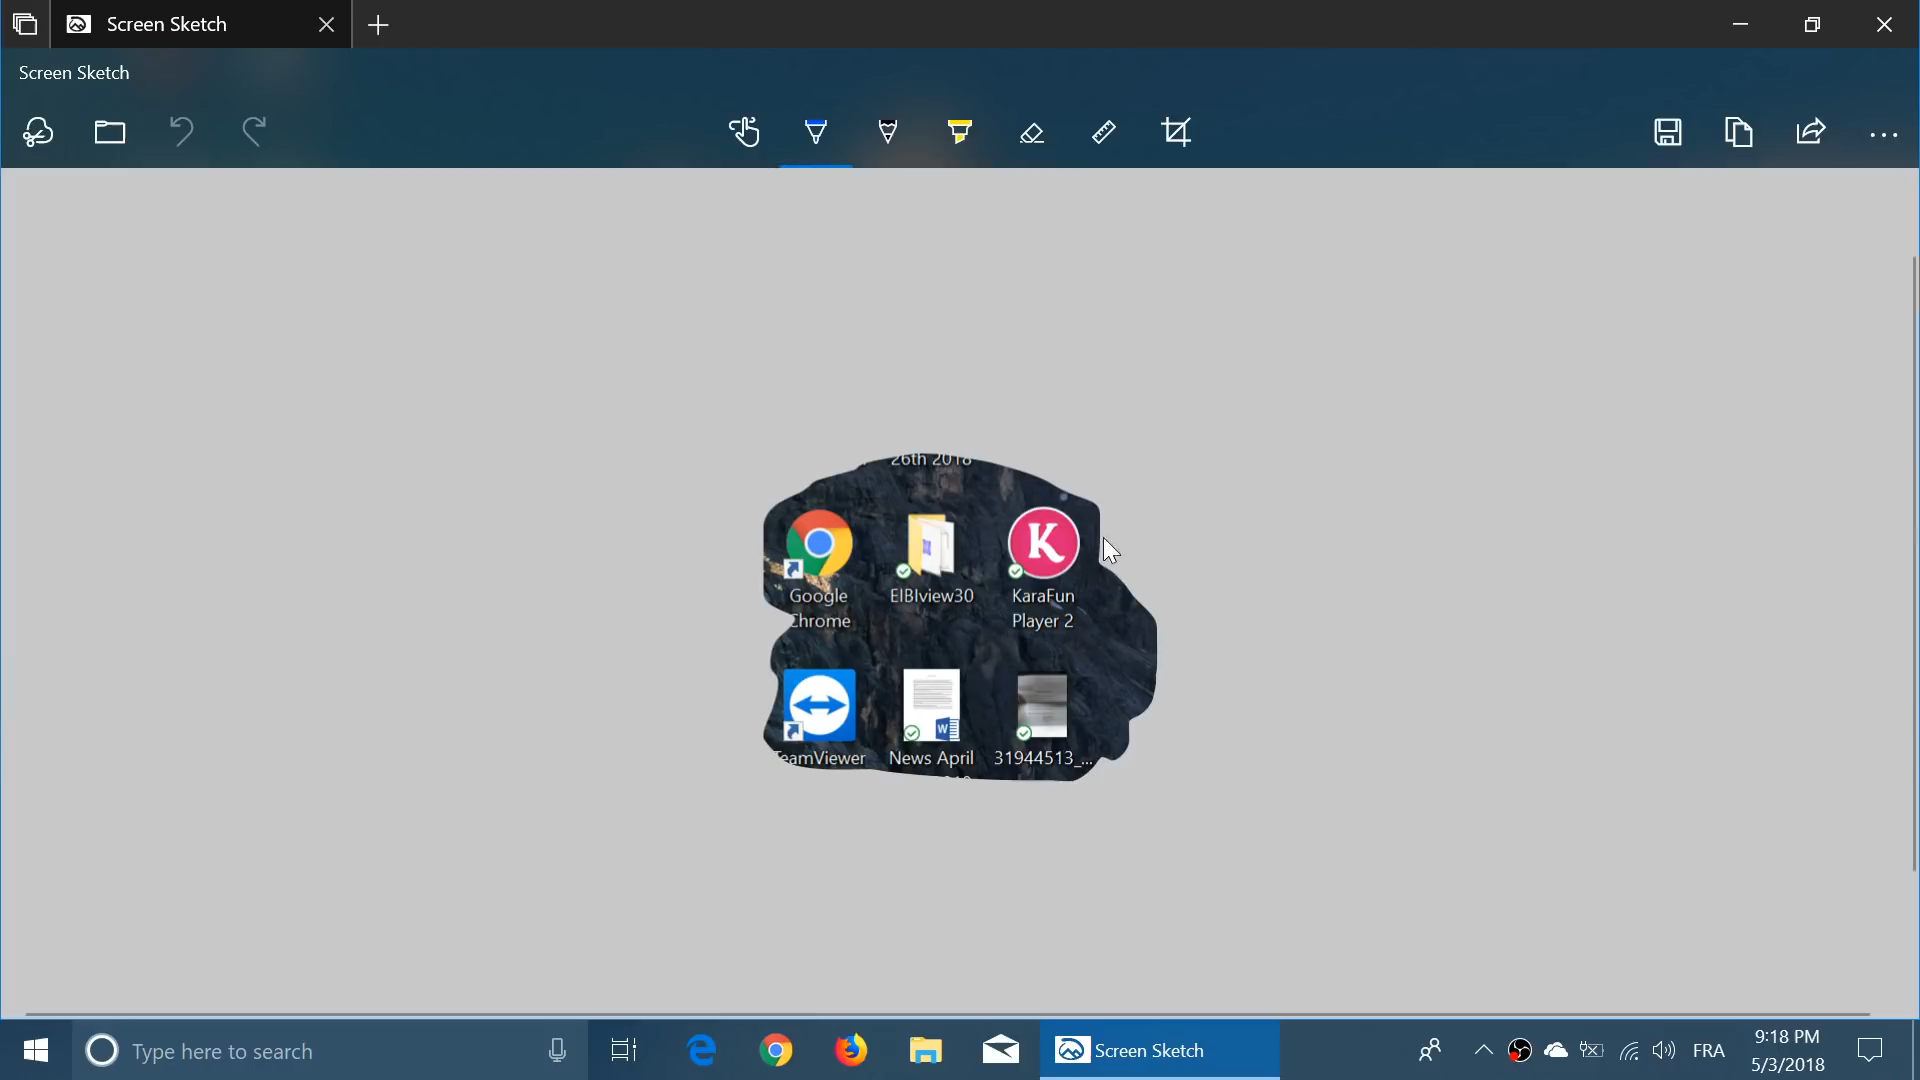 Screen Sketch
Screen Sketch
26th 2018
Google
Chrome
EIBIview30
KaraFun
Player 2
TeamViewer
News April
31944513_...
Type here to search
Screen Sketch
FRA
9:18 PM
5/3/2018